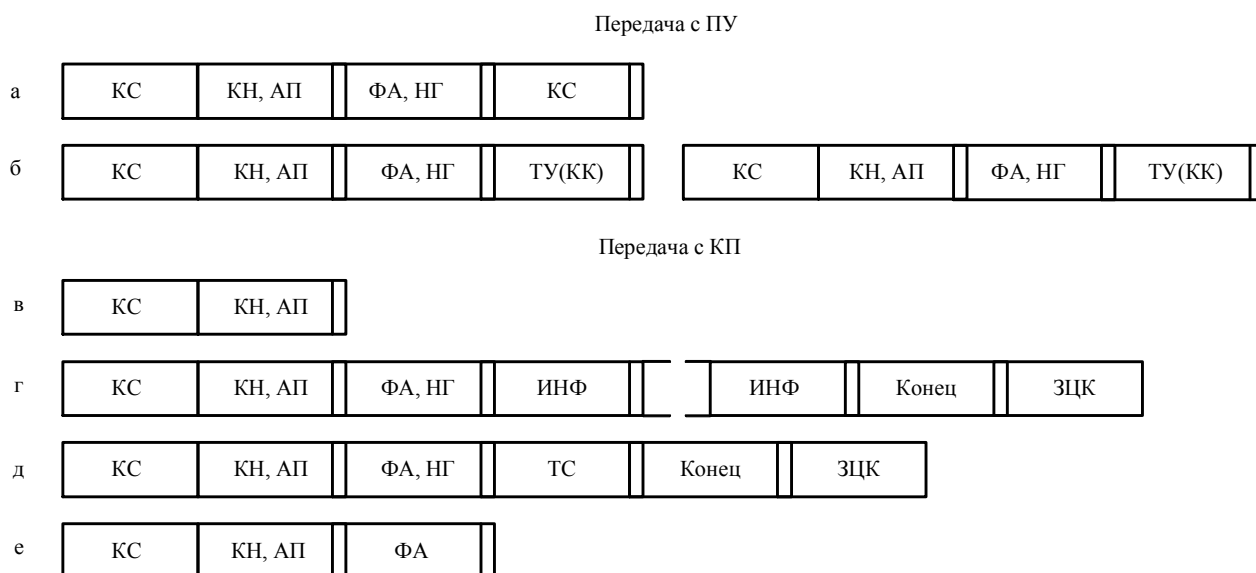 Передача с ПУ
а КС КН, АП ФА, НГ КС
б КС КН, АП ФА, НГ ТУ(КК) КС КН, АП ФА, НГ ТУ(КК)
Передача с КП
в КС КН, АП
г КС КН, АП ФА, НГ ИНФ ИНФ Конец ЗЦК
д КС КН, АП ФА, НГ ТС Конец ЗЦК
е КС КН, АП ФА